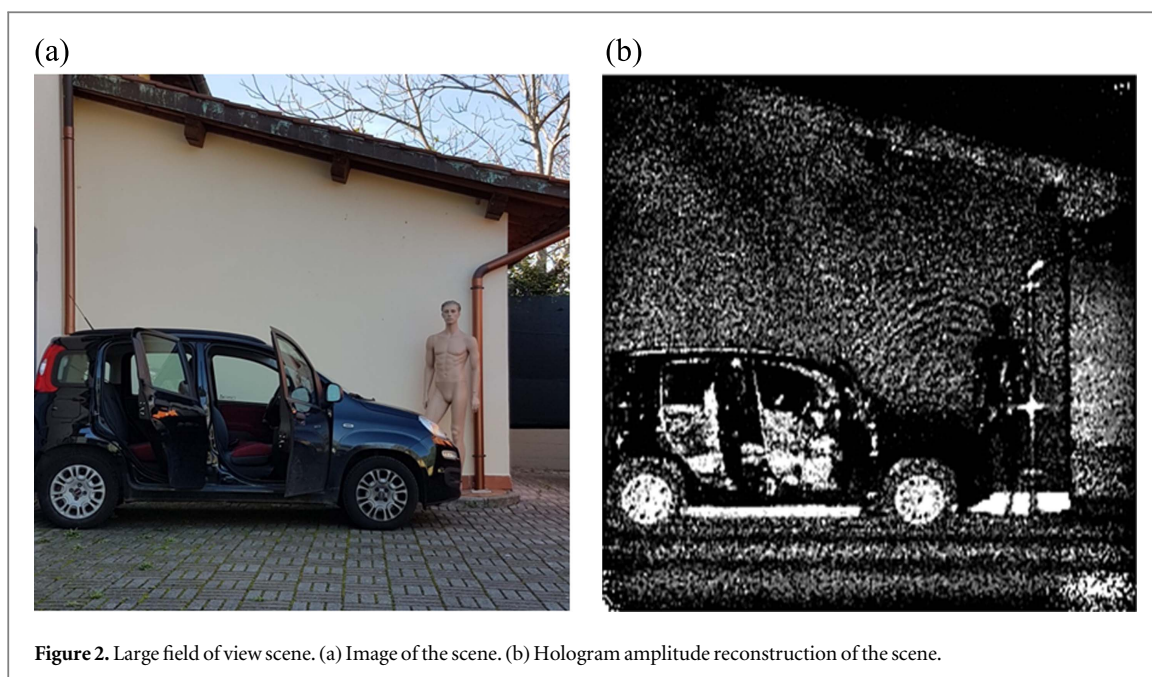 (a)
(b)
Figure 2. Large field of view scene. (a) Image of the scene. (b) Hologram amplitude reconstruction of the scene.